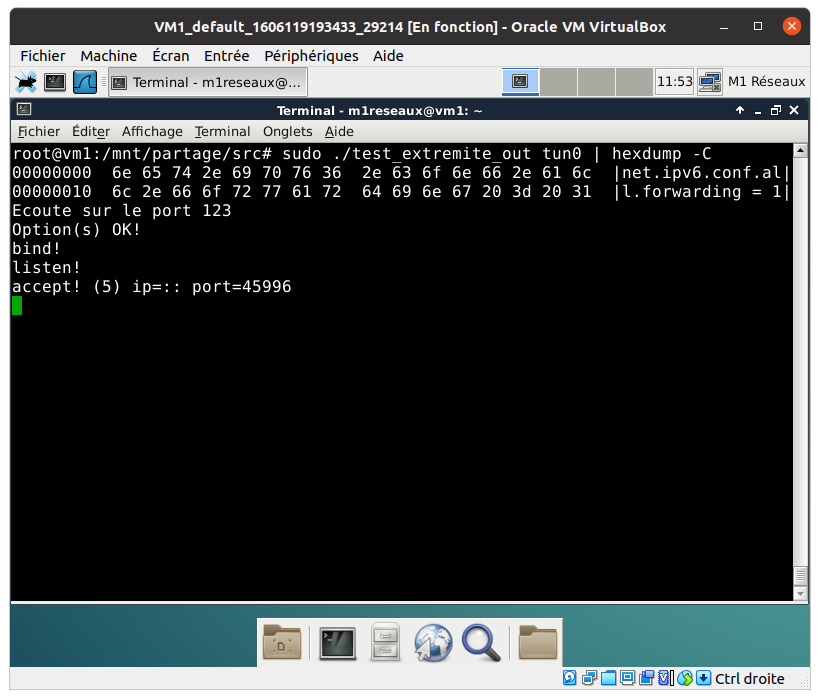 VM1_default_1606119193433_29214 [En fonction] - Oracle VM VirtualBox
Fichier Machine Écran Entrée Périphériques Aide
Terminal - m1reseaux@... 11:53 M1 Réseaux
Terminal - m1reseaux@vm1: ~
Fichier Éditer Affichage Terminal Onglets Aide
root@vm1:/mnt/partage/src# sudo ./test_extremite_out tun0 | hexdump -C
00000000  6e 65 74 2e 69 70 76 36  2e 63 6f 6e 66 2e 61 6c  |net.ipv6.conf.al|
00000010  6c 2e 66 6f 72 77 61 72  64 69 6e 67 20 3d 20 31  |l.forwarding = 1|
Ecoute sur le port 123
Option(s) OK!
bind!
listen!
accept! (5) ip=:: port=45996
Ctrl droite